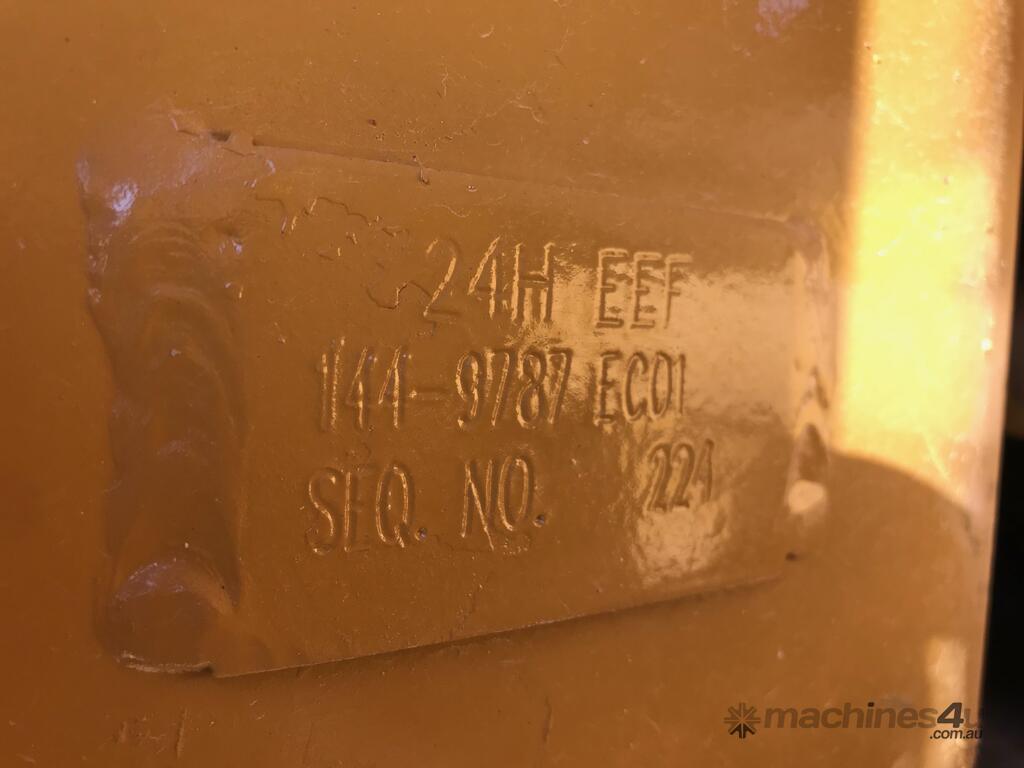 24H EEF
144-9787 EC01
SEQ. NO. 224
machines4u
.com.au